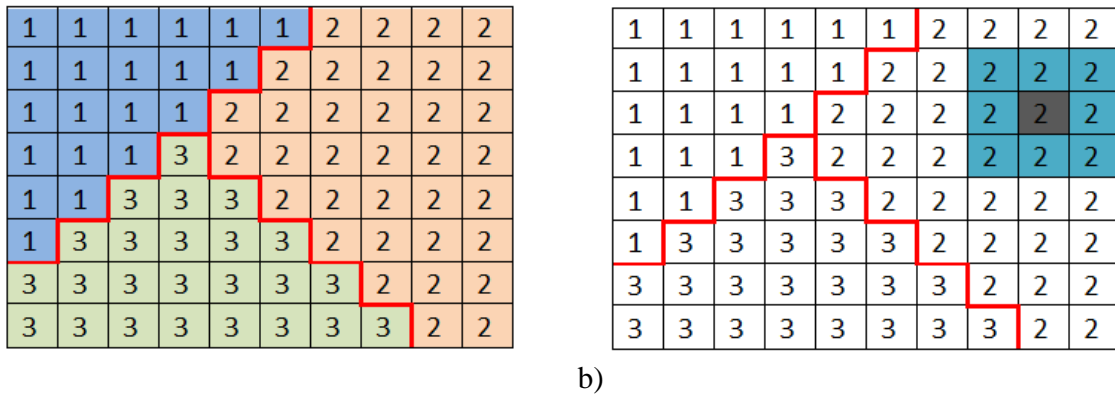 1 1 1 1 1 1 2 2 2 2 1 1 1 1 1 1 2 2 2 2
1 1 1 1 1 2 2 2 2 2 1 1 1 1 1 2 2 2 2 2
1 1 1 1 2 2 2 2 2 2 1 1 1 1 2 2 2 2 2 2
1 1 1 3 2 2 2 2 2 2 1 1 1 3 2 2 2 2 2 2
1 1 3 3 3 2 2 2 2 2 1 1 3 3 3 2 2 2 2 2
1 3 3 3 3 3 2 2 2 2 1 3 3 3 3 3 2 2 2 2
3 3 3 3 3 3 3 2 2 2 3 3 3 3 3 3 3 2 2 2
3 3 3 3 3 3 3 3 2 2 3 3 3 3 3 3 3 3 2 2
b)